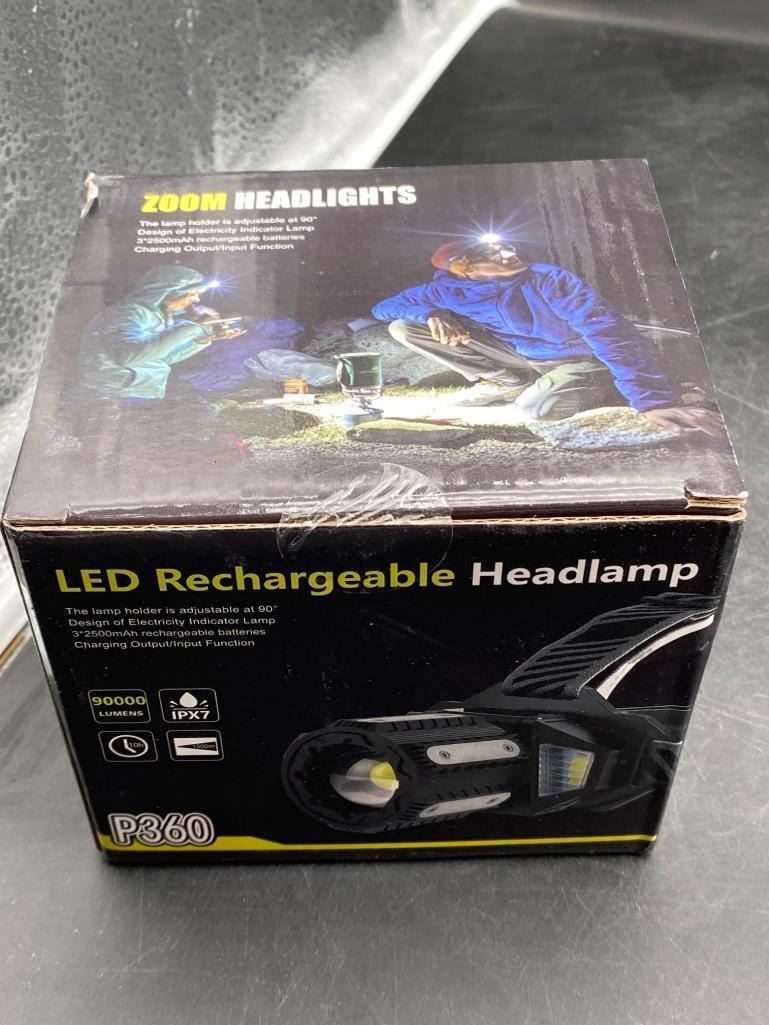 ZOOM HEADLIGHTS
The lamp holder is adjustable at 90°
Design of Electricity Indicator Lamp
3*2500mAh rechargeable batteries
Charging Output/Input Function
LED Rechargeable Headlamp
The lamp holder is adjustable at 90°
Design of Electricity Indicator Lamp
3*2500mAh rechargeable batteries
Charging Output/Input Function
90000
LUMENS
IPX7
10h
1500m
P360